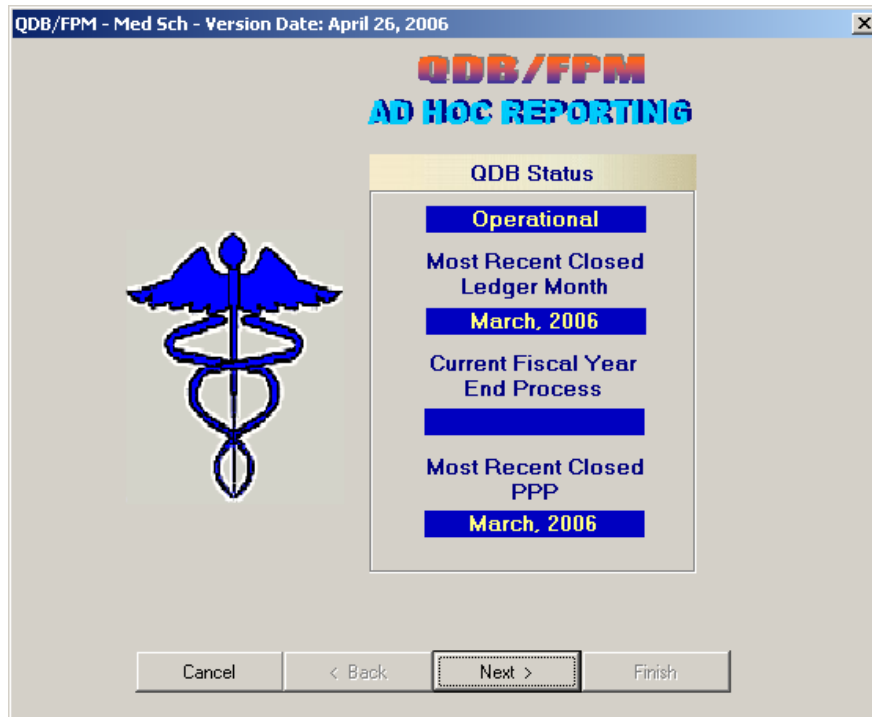 QDB/FPM - Med Sch - Version Date: April 26, 2006
QDB/FPM
AD HOC REPORTING
QDB Status
Operational
Most Recent Closed
Ledger Month
March, 2006
Current Fiscal Year
End Process
Most Recent Closed
PPP
March, 2006
Cancel
< Back
Next >
Finish